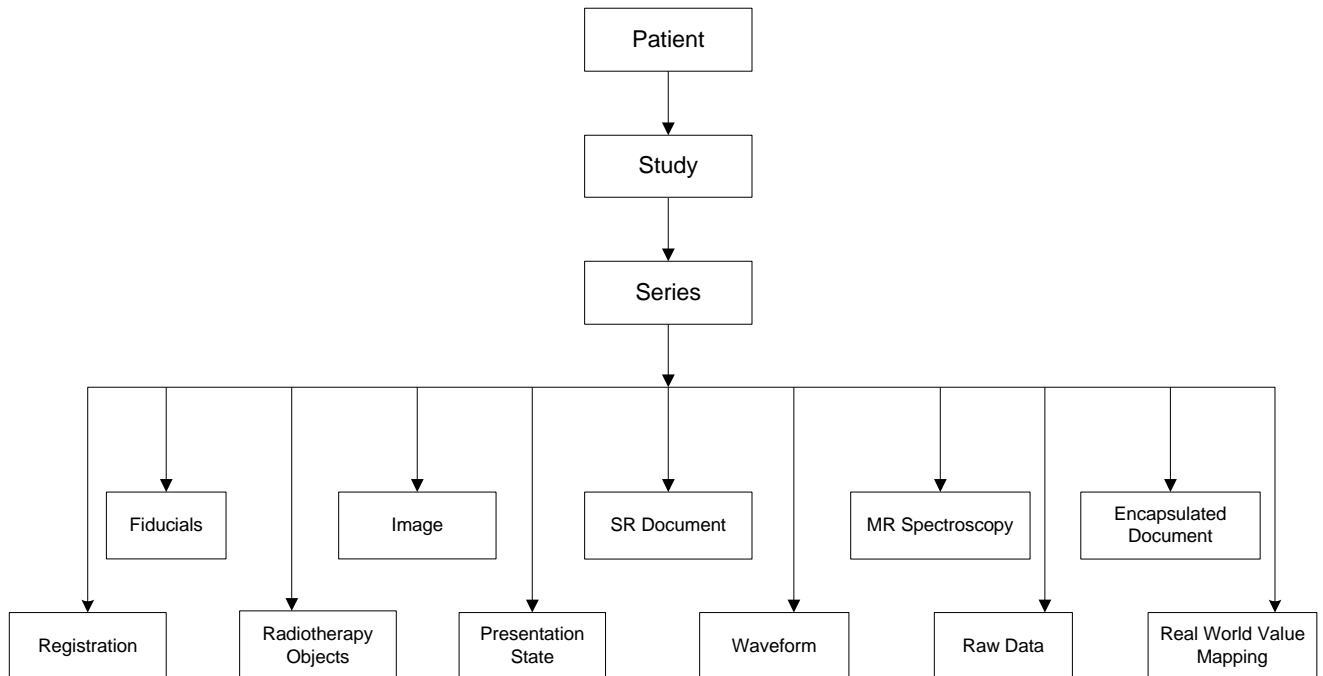 Patient
Study
Series
Fiducials
Image
SR Document
MR Spectroscopy
Encapsulated
Document
Registration
Radiotherapy
Objects
Presentation
State
Waveform
Raw Data
Real World Value
Mapping